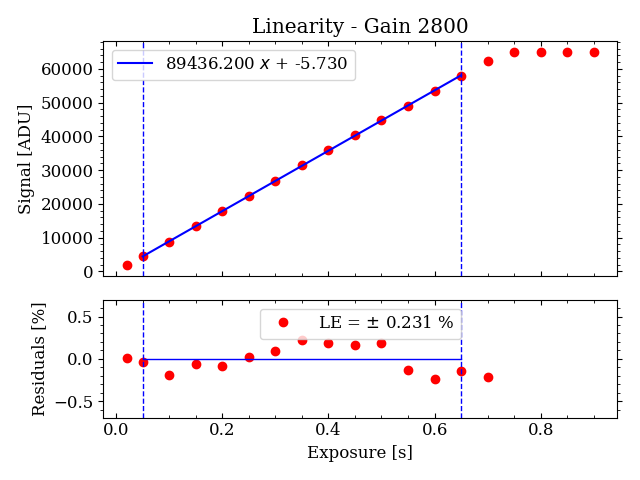 Linearity - Gain 2800
89436.200 x + -5.730
Signal [ADU]
60000
50000
40000
30000
20000
10000
0
LE = ± 0.231 %
Residuals [%]
0.5
0.0
−0.5
0.0 0.2 0.4 0.6 0.8
Exposure [s]